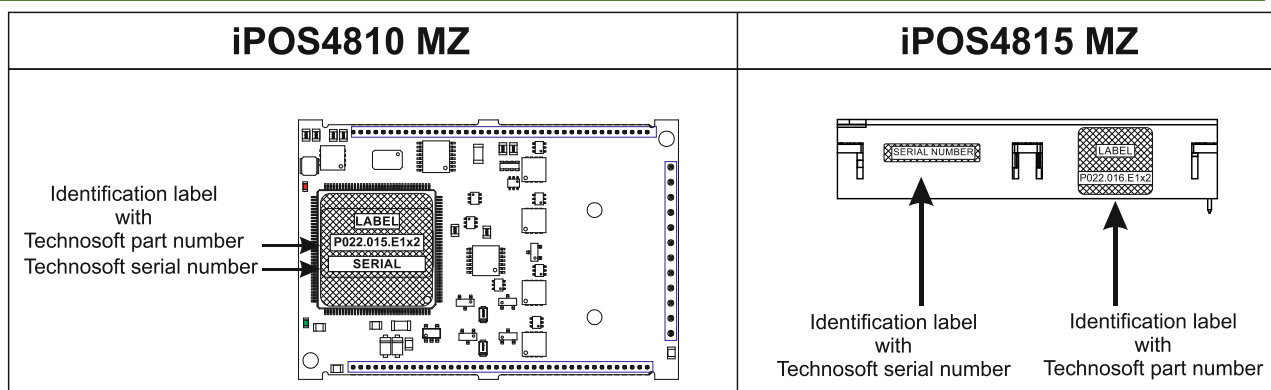 iPOS4810 MZ
iPOS4815 MZ
Identification label
with
Technosoft part number
Technosoft serial number
LABEL
P022.015.E1x2
SERIAL
SERIAL NUMBER
LABEL
P022.016.E1x2
Identification label
with
Technosoft serial number
Identification label
with
Technosoft part number